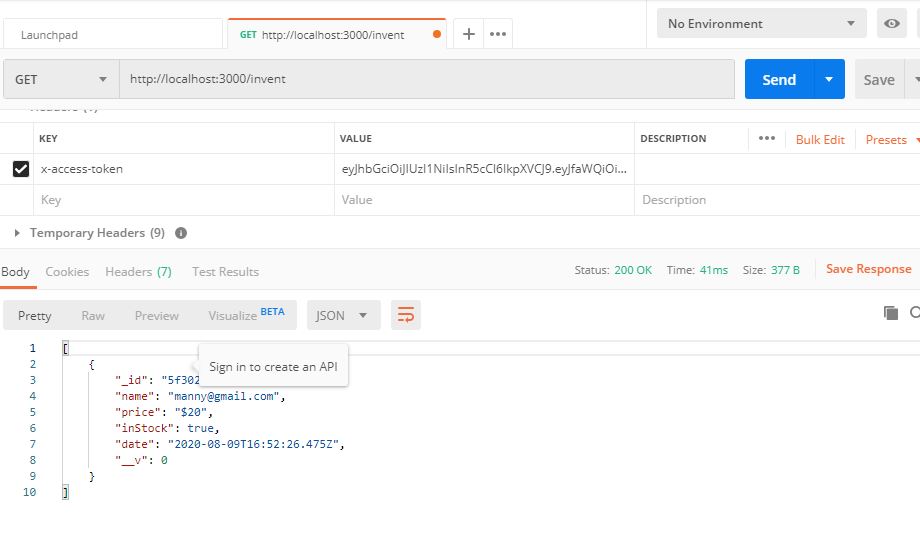 Launchpad
GET http://localhost:3000/invent
No Environment
GET http://localhost:3000/invent Send Save
KEY VALUE DESCRIPTION Bulk Edit Presets
x-access-token
Key Value Description
Temporary Headers (9)
Body Cookies Headers (7) Test Results Status: 200 OK Time: 41ms Size: 377 B Save Response
Pretty Raw Preview Visualize BETA JSON
1 [
2 {
Sign in to create an API
3 "_id": "5f302
4 "name": "manny@gmail.com",
5 "price": "$20",
6 "inStock": true,
7 "date": "2020-08-09T16:52:26.475Z",
8 "__v": 0
9 }
10 ]